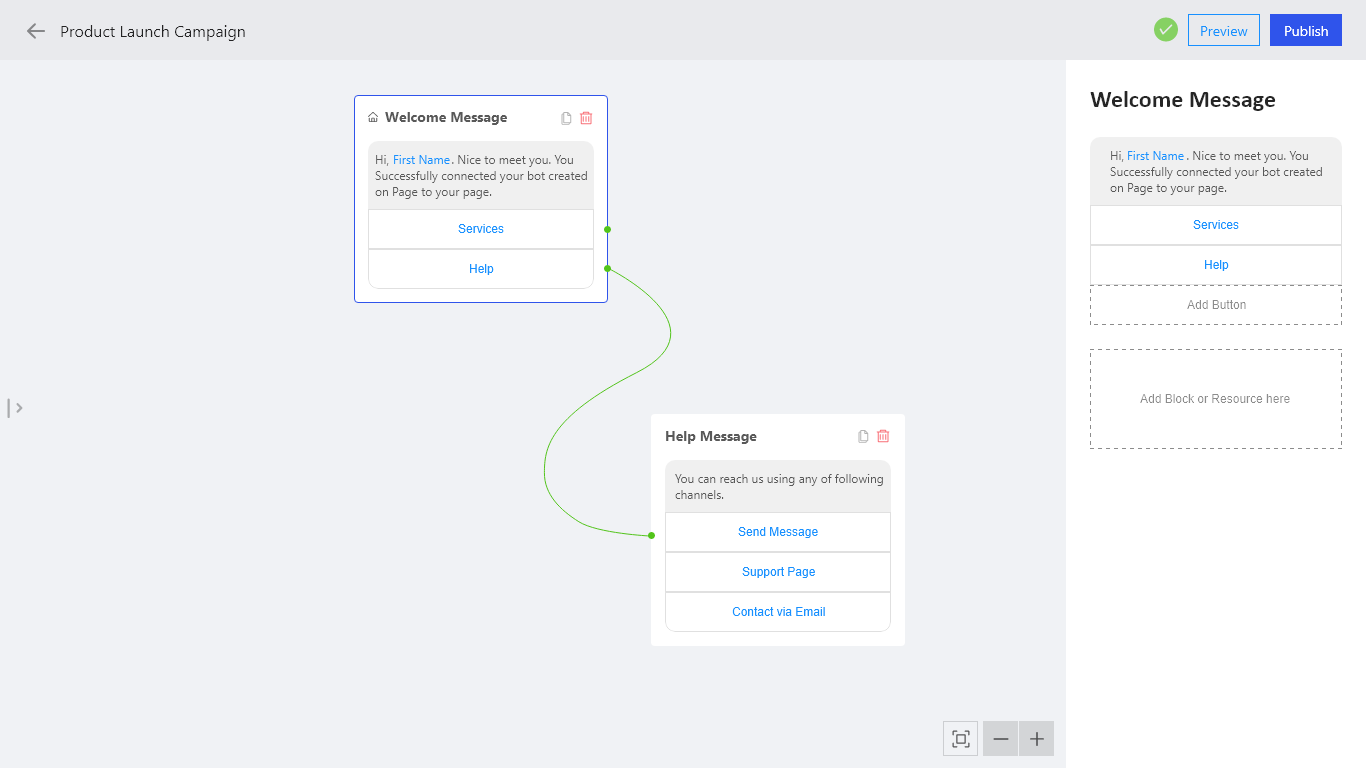 Product Launch Campaign
Preview
Publish
Welcome Message
Hi, First Name. Nice to meet you. You
Successfully connected your bot created
on Page to your page.
Services
Help
Help Message
You can reach us using any of following
channels.
Send Message
Support Page
Contact via Email
Welcome Message
Hi, First Name . Nice to meet you. You
Successfully connected your bot created
on Page to your page.
Services
Help
Add Button
Add Block or Resource here